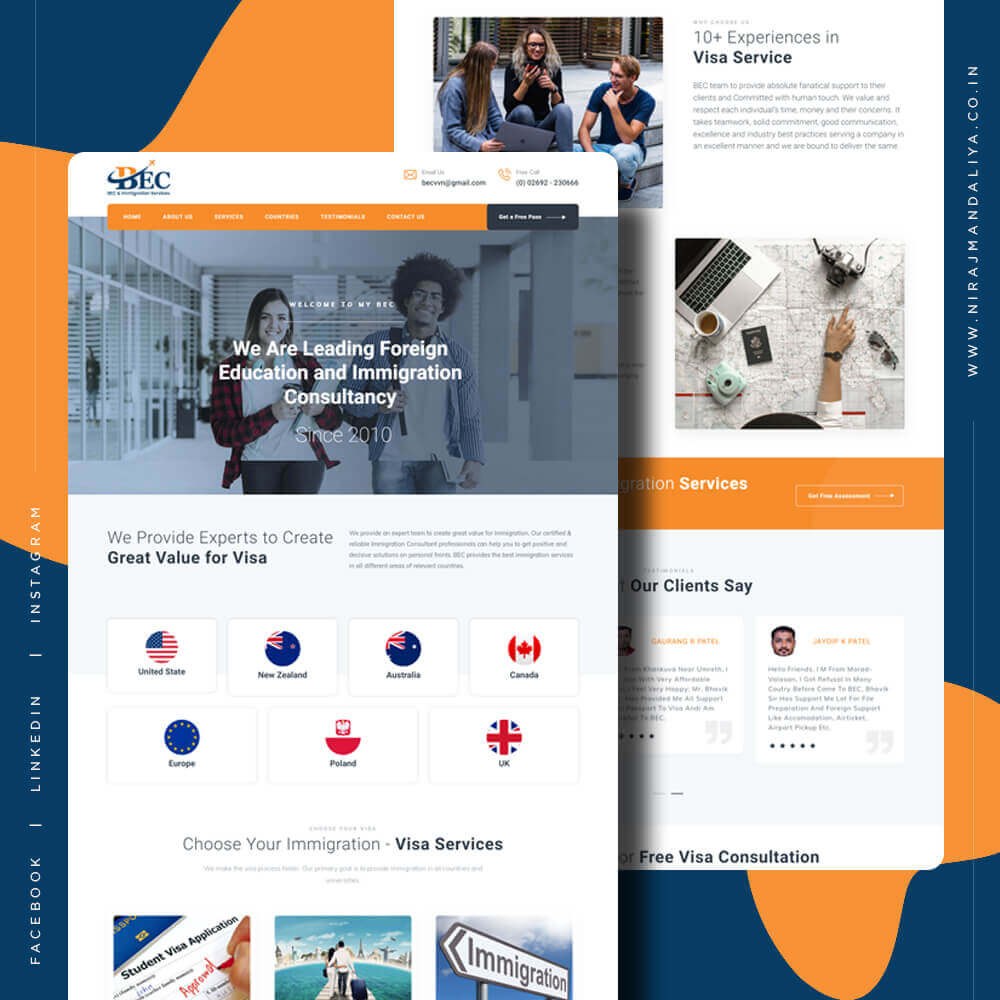 WWW.NIRAJMANDALIYA.CO.IN
FACEBOOK | LINKEDIN | INSTAGRAM
WHY CHOOSE US
10+ Experiences in
Visa Service
BEC team to provide absolute fanatical support to their
clients and Committed with human touch. We value and
respect each individual's time, money and their concerns. It
takes teamwork, solid commitment, good communication,
excellence and industry best practices serving a company in
an excellent manner and we are bound to deliver the same.
BEC
BEC & Immigration Services
Email Us
becvvn@gmail.com
Free Call
(0) 02692 - 230666
HOME ABOUT US SERVICES COUNTRIES TESTIMONIALS CONTACT US
Get a Free Pass
WELCOME TO MY BEC
We Are Leading Foreign
Education and Immigration
Consultancy
Since 2010
We Provide Experts to Create
Great Value for Visa
We provide an expert team to create great value for Immigration. Our certified &
reliable Immigration Consultant professionals can help you to get positive and
decisive solutions on personal fronts. BEC provides the best immigration services
in all different areas of relevant countries.
United State
New Zealand
Australia
Canada
Europe
Poland
UK
CHOOSE YOUR VISA
Choose Your Immigration - Visa Services
We make the visa process faster. Our primary goal is to provide immigration in all countries and
universities.
Student Visa Application
Approved
Immigration
gration Services
Get Free Assessment
TESTIMONIALS
Our Clients Say
GAURANG R PATEL
From Kharakuva Near Umreth, I
With Very Affordable
Feel Very Happy; Mr. Bhavik
Provided Me All Support
Passport To Visa Andi Am
To BEC.
JAYDIP K PATEL
Hello Friends, I M From Morad-
Valasan, I Got Refusal In Many
Coutry Before Come To BEC, Bhavik
Sir Has Support Me Lot For File
Preparation And Foreign Support
Like Accomodation, Airticket,
Airport Pickup Etc.
or Free Visa Consultation